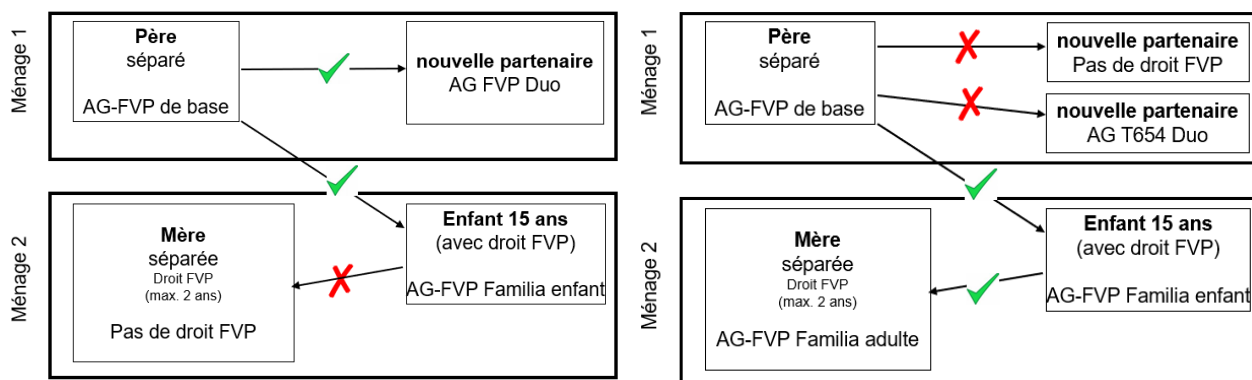 Ménage 1
Père
séparé
AG-FVP de base
nouvelle partenaire
AG FVP Duo
Ménage 2
Mère
séparée
Droit FVP
(max. 2 ans)
Pas de droit FVP
Enfant 15 ans
(avec droit FVP)
AG-FVP Familia enfant
Ménage 1
Père
séparé
AG-FVP de base
nouvelle partenaire
Pas de droit FVP
nouvelle partenaire
AG T654 Duo
Ménage 2
Mère
séparée
Droit FVP
(max. 2 ans)
AG-FVP Familia adulte
Enfant 15 ans
(avec droit FVP)
AG-FVP Familia enfant